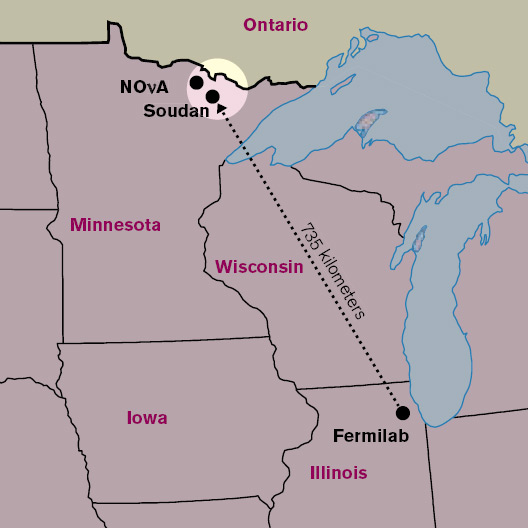 Ontario
NOνA
Soudan
Minnesota
Wisconsin
735 kilometers
Iowa
Fermilab
Illinois